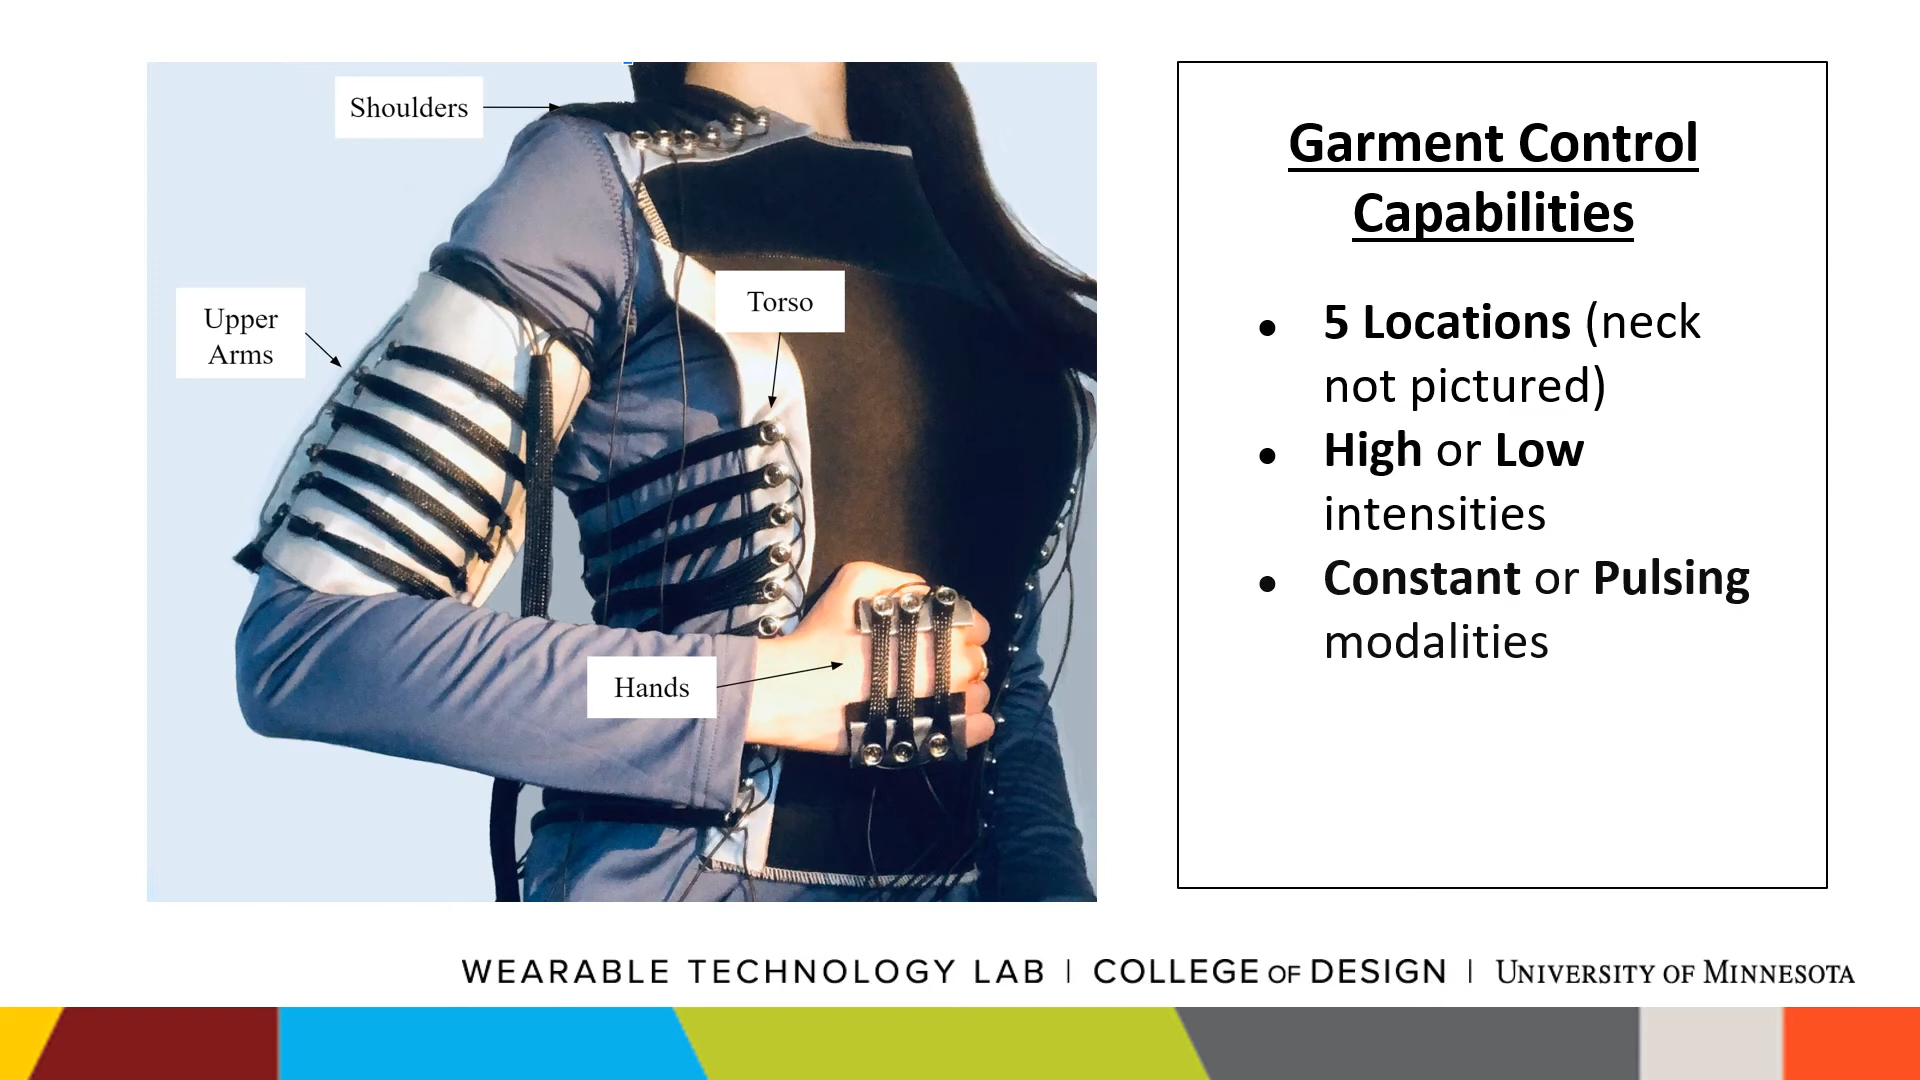 Shoulders
Upper
Arms
Torso
Hands
Garment Control
Capabilities
● 5 Locations (neck
not pictured)
● High or Low
intensities
● Constant or Pulsing
modalities
WEARABLE TECHNOLOGY LAB | COLLEGE OF DESIGN | UNIVERSITY OF MINNESOTA